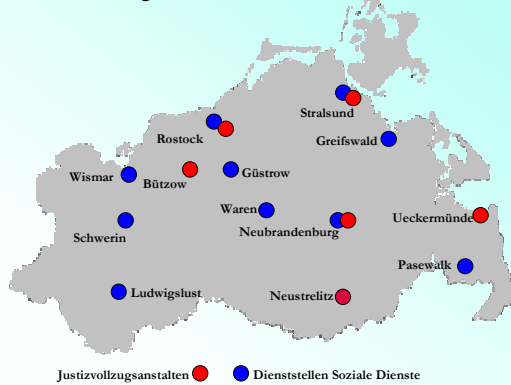 Stralsund
Rostock
Greifswald
Wismar
Bützow
Güstrow
Waren
Ueckermünde
Schwerin
Neubrandenburg
Pasewalk
Ludwigslust
Neustrelitz
Justizvollzugsanstalten
Dienststellen Soziale Dienste